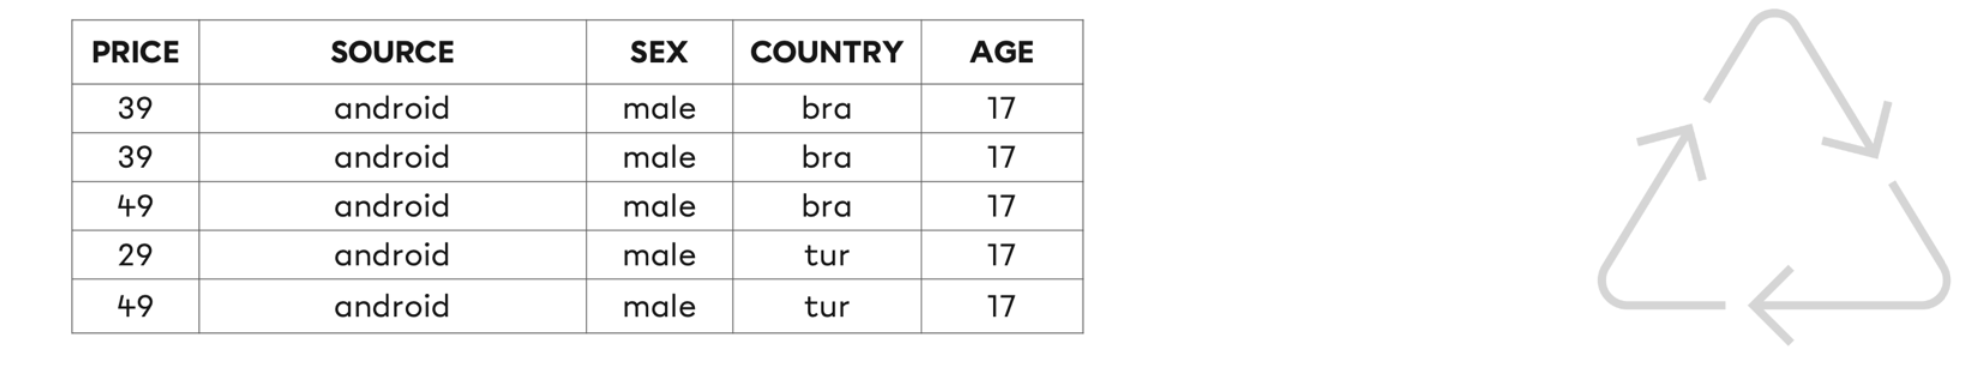 PRICE SOURCE SEX COUNTRY AGE
39 android male bra 17
39 android male bra 17
49 android male bra 17
29 android male tur 17
49 android male tur 17